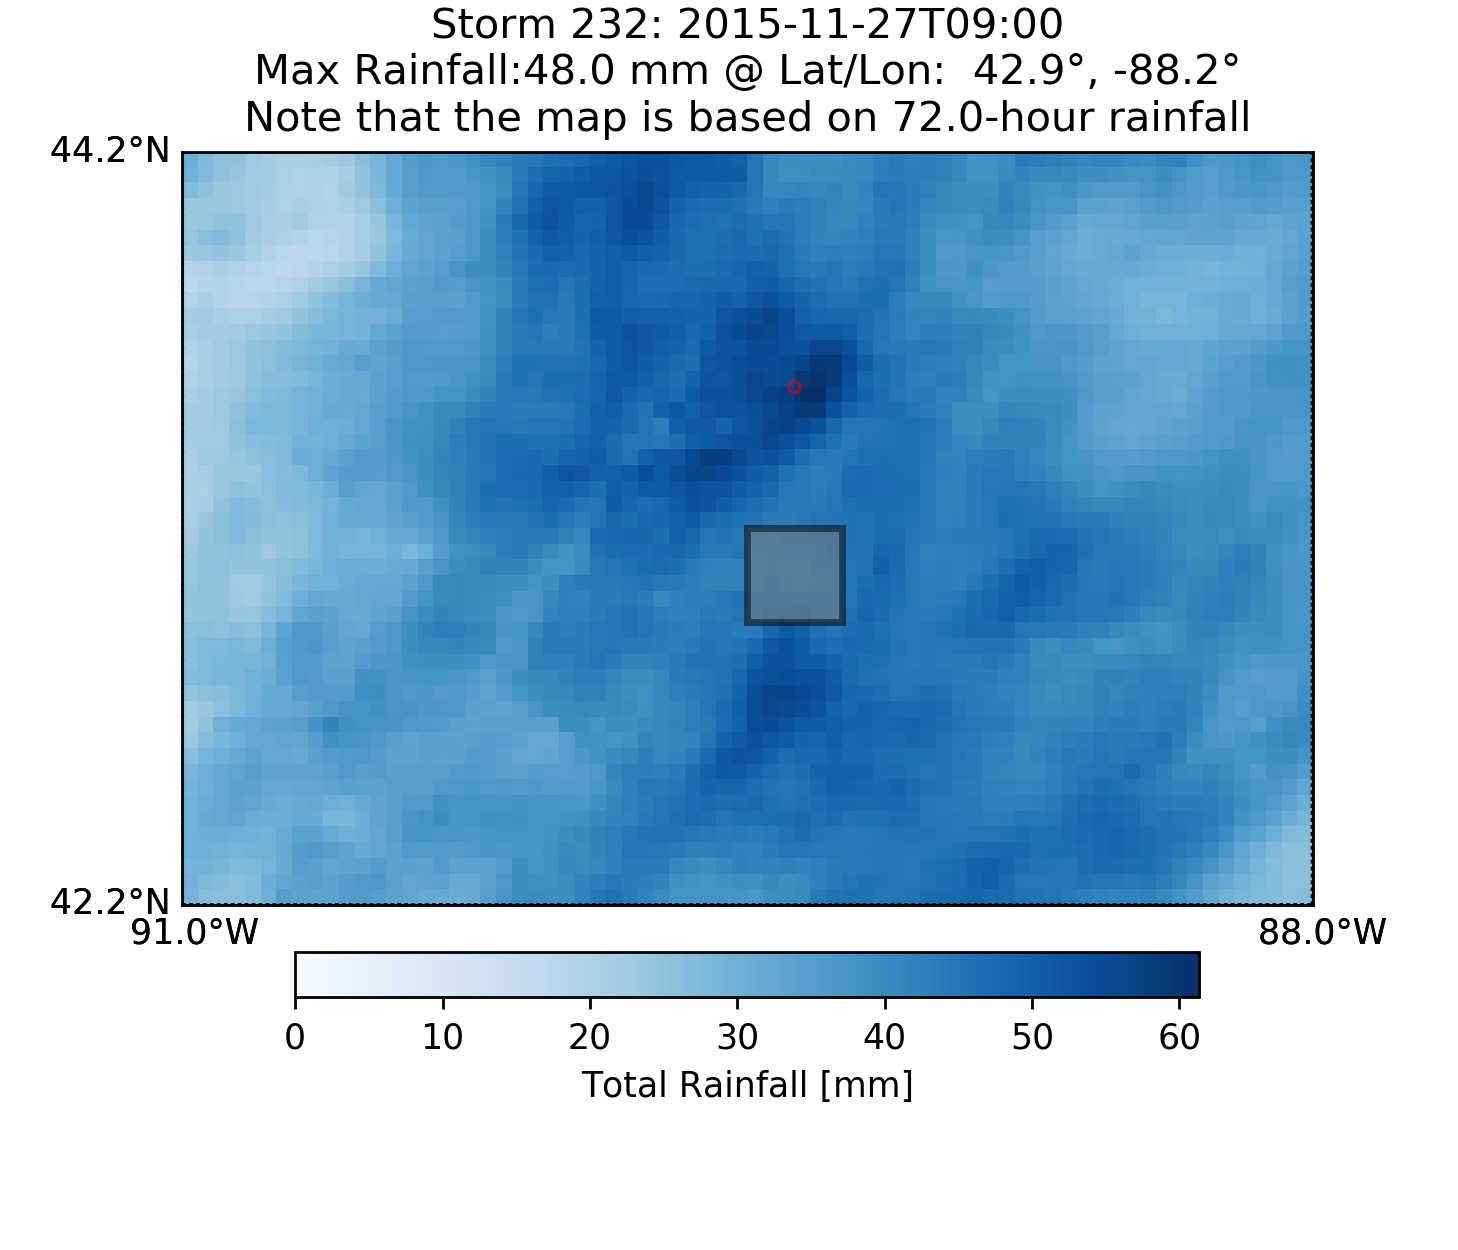 Storm 232: 2015-11-27T09:00
Max Rainfall:48.0 mm @ Lat/Lon:  42.9°, -88.2°
Note that the map is based on 72.0-hour rainfall
44.2°N
42.2°N
91.0°W 88.0°W
0 10 20 30 40 50 60
Total Rainfall [mm]